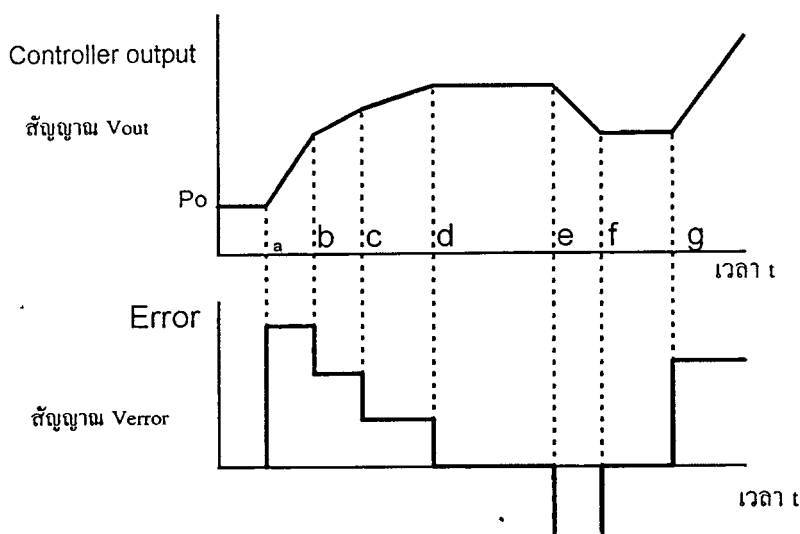 Controller output
สัญญาณ Vout
Po
a b c d e f g
เวลา t
Error
สัญญาณ Verror
เวลา t